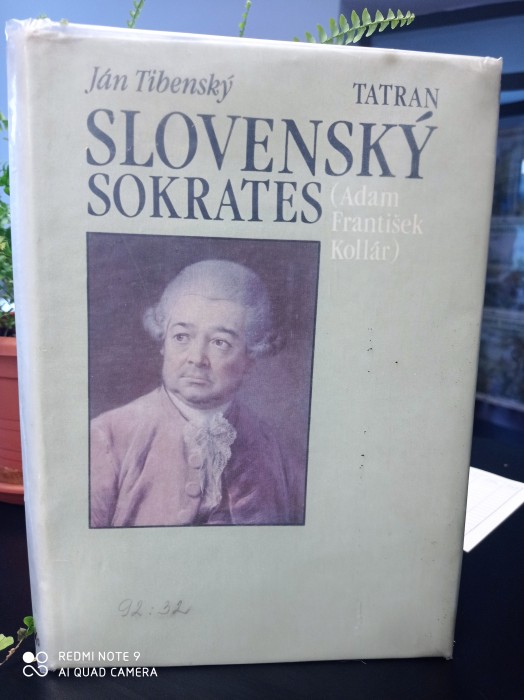 Ján Tibenský
TATRAN
SLOVENSKÝ
SOKRATES
(Adam
František
Kollár)
92:32
REDMI NOTE 9
AI QUAD CAMERA